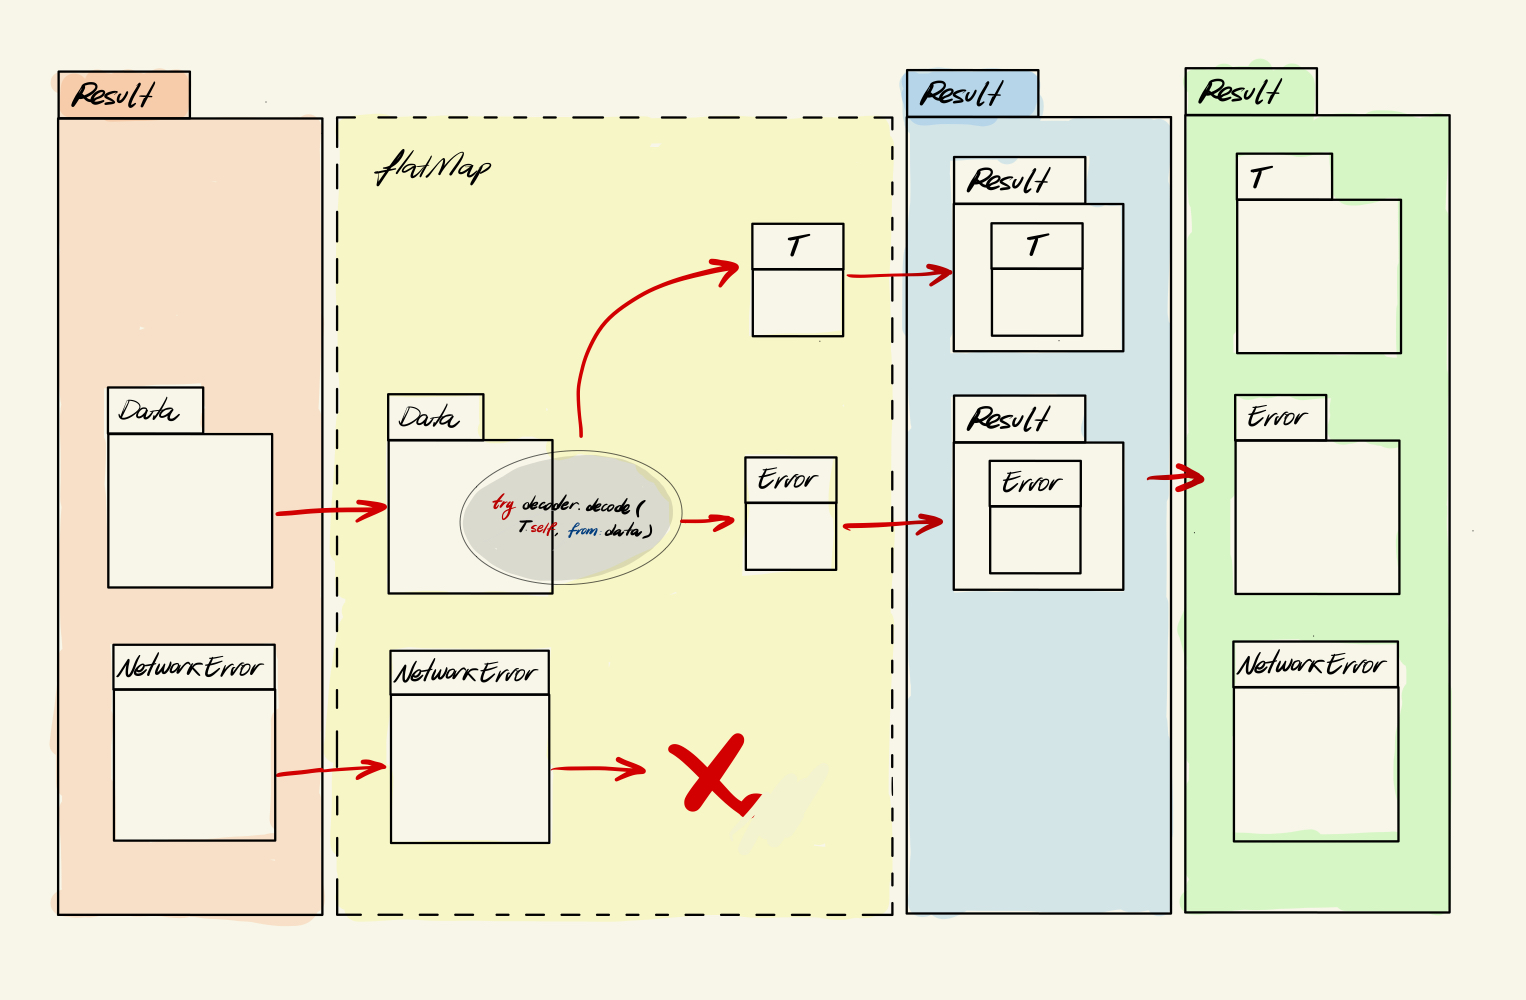 Result
Data
NetworkError
flatMap
Data
try decoder.decode(
T.self, from: data)
NetworkError
T
Error
Result
Result
T
Result
Error
Result
T
Error
NetworkError